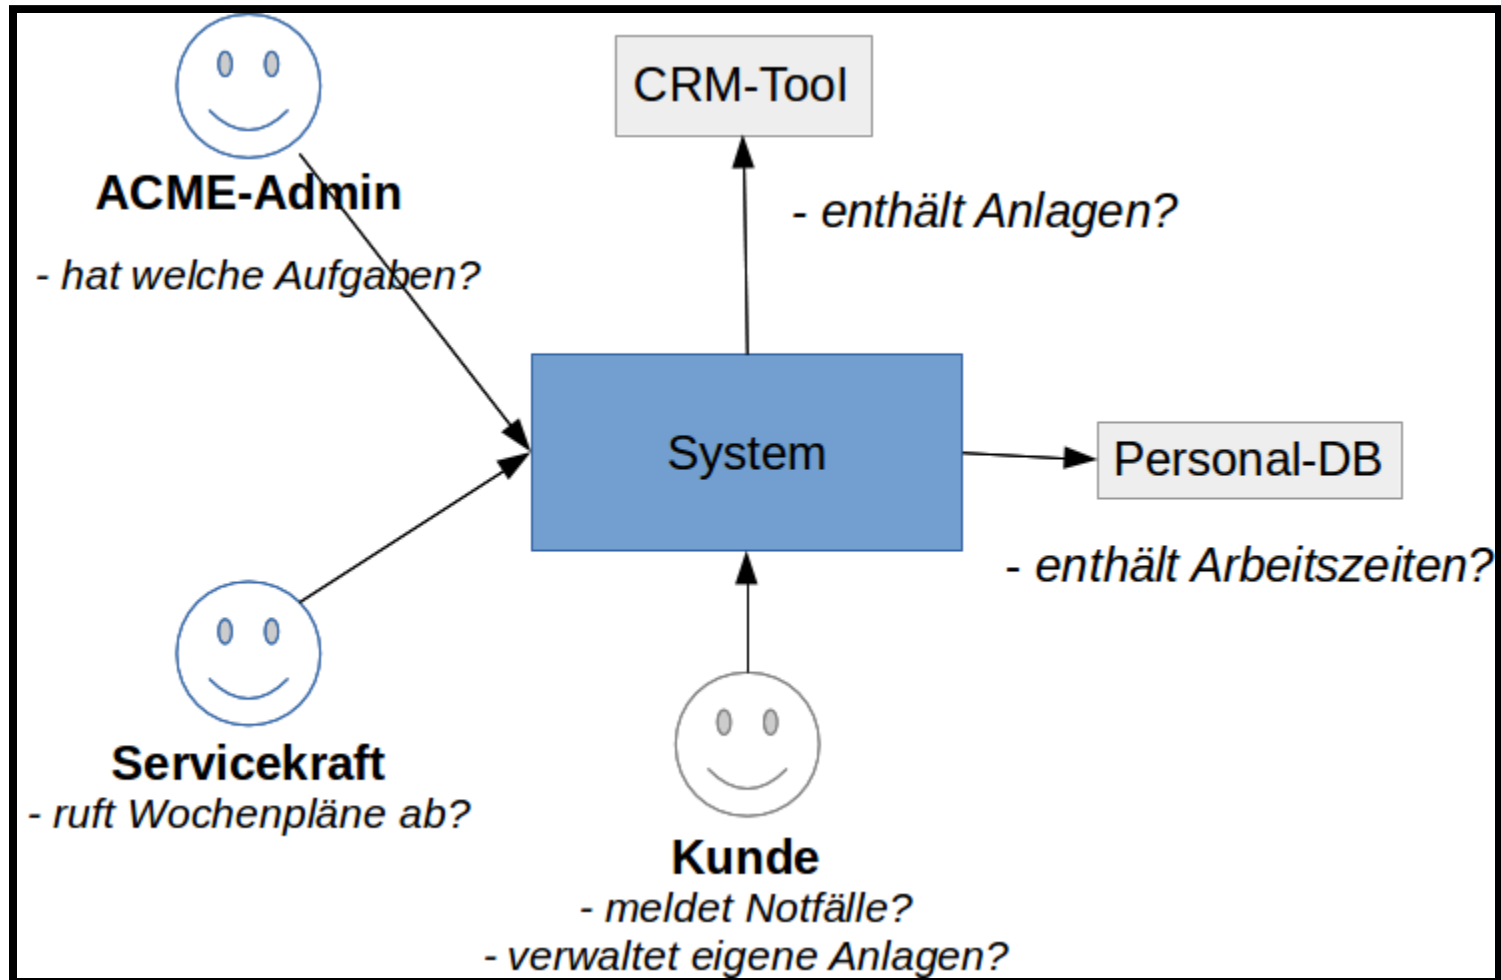 ACME-Admin
- hat welche Aufgaben?
CRM-Tool
- enthält Anlagen?
System
Personal-DB
- enthält Arbeitszeiten?
Servicekraft
- ruft Wochenpläne ab?
Kunde
- meldet Notfälle?
- verwaltet eigene Anlagen?